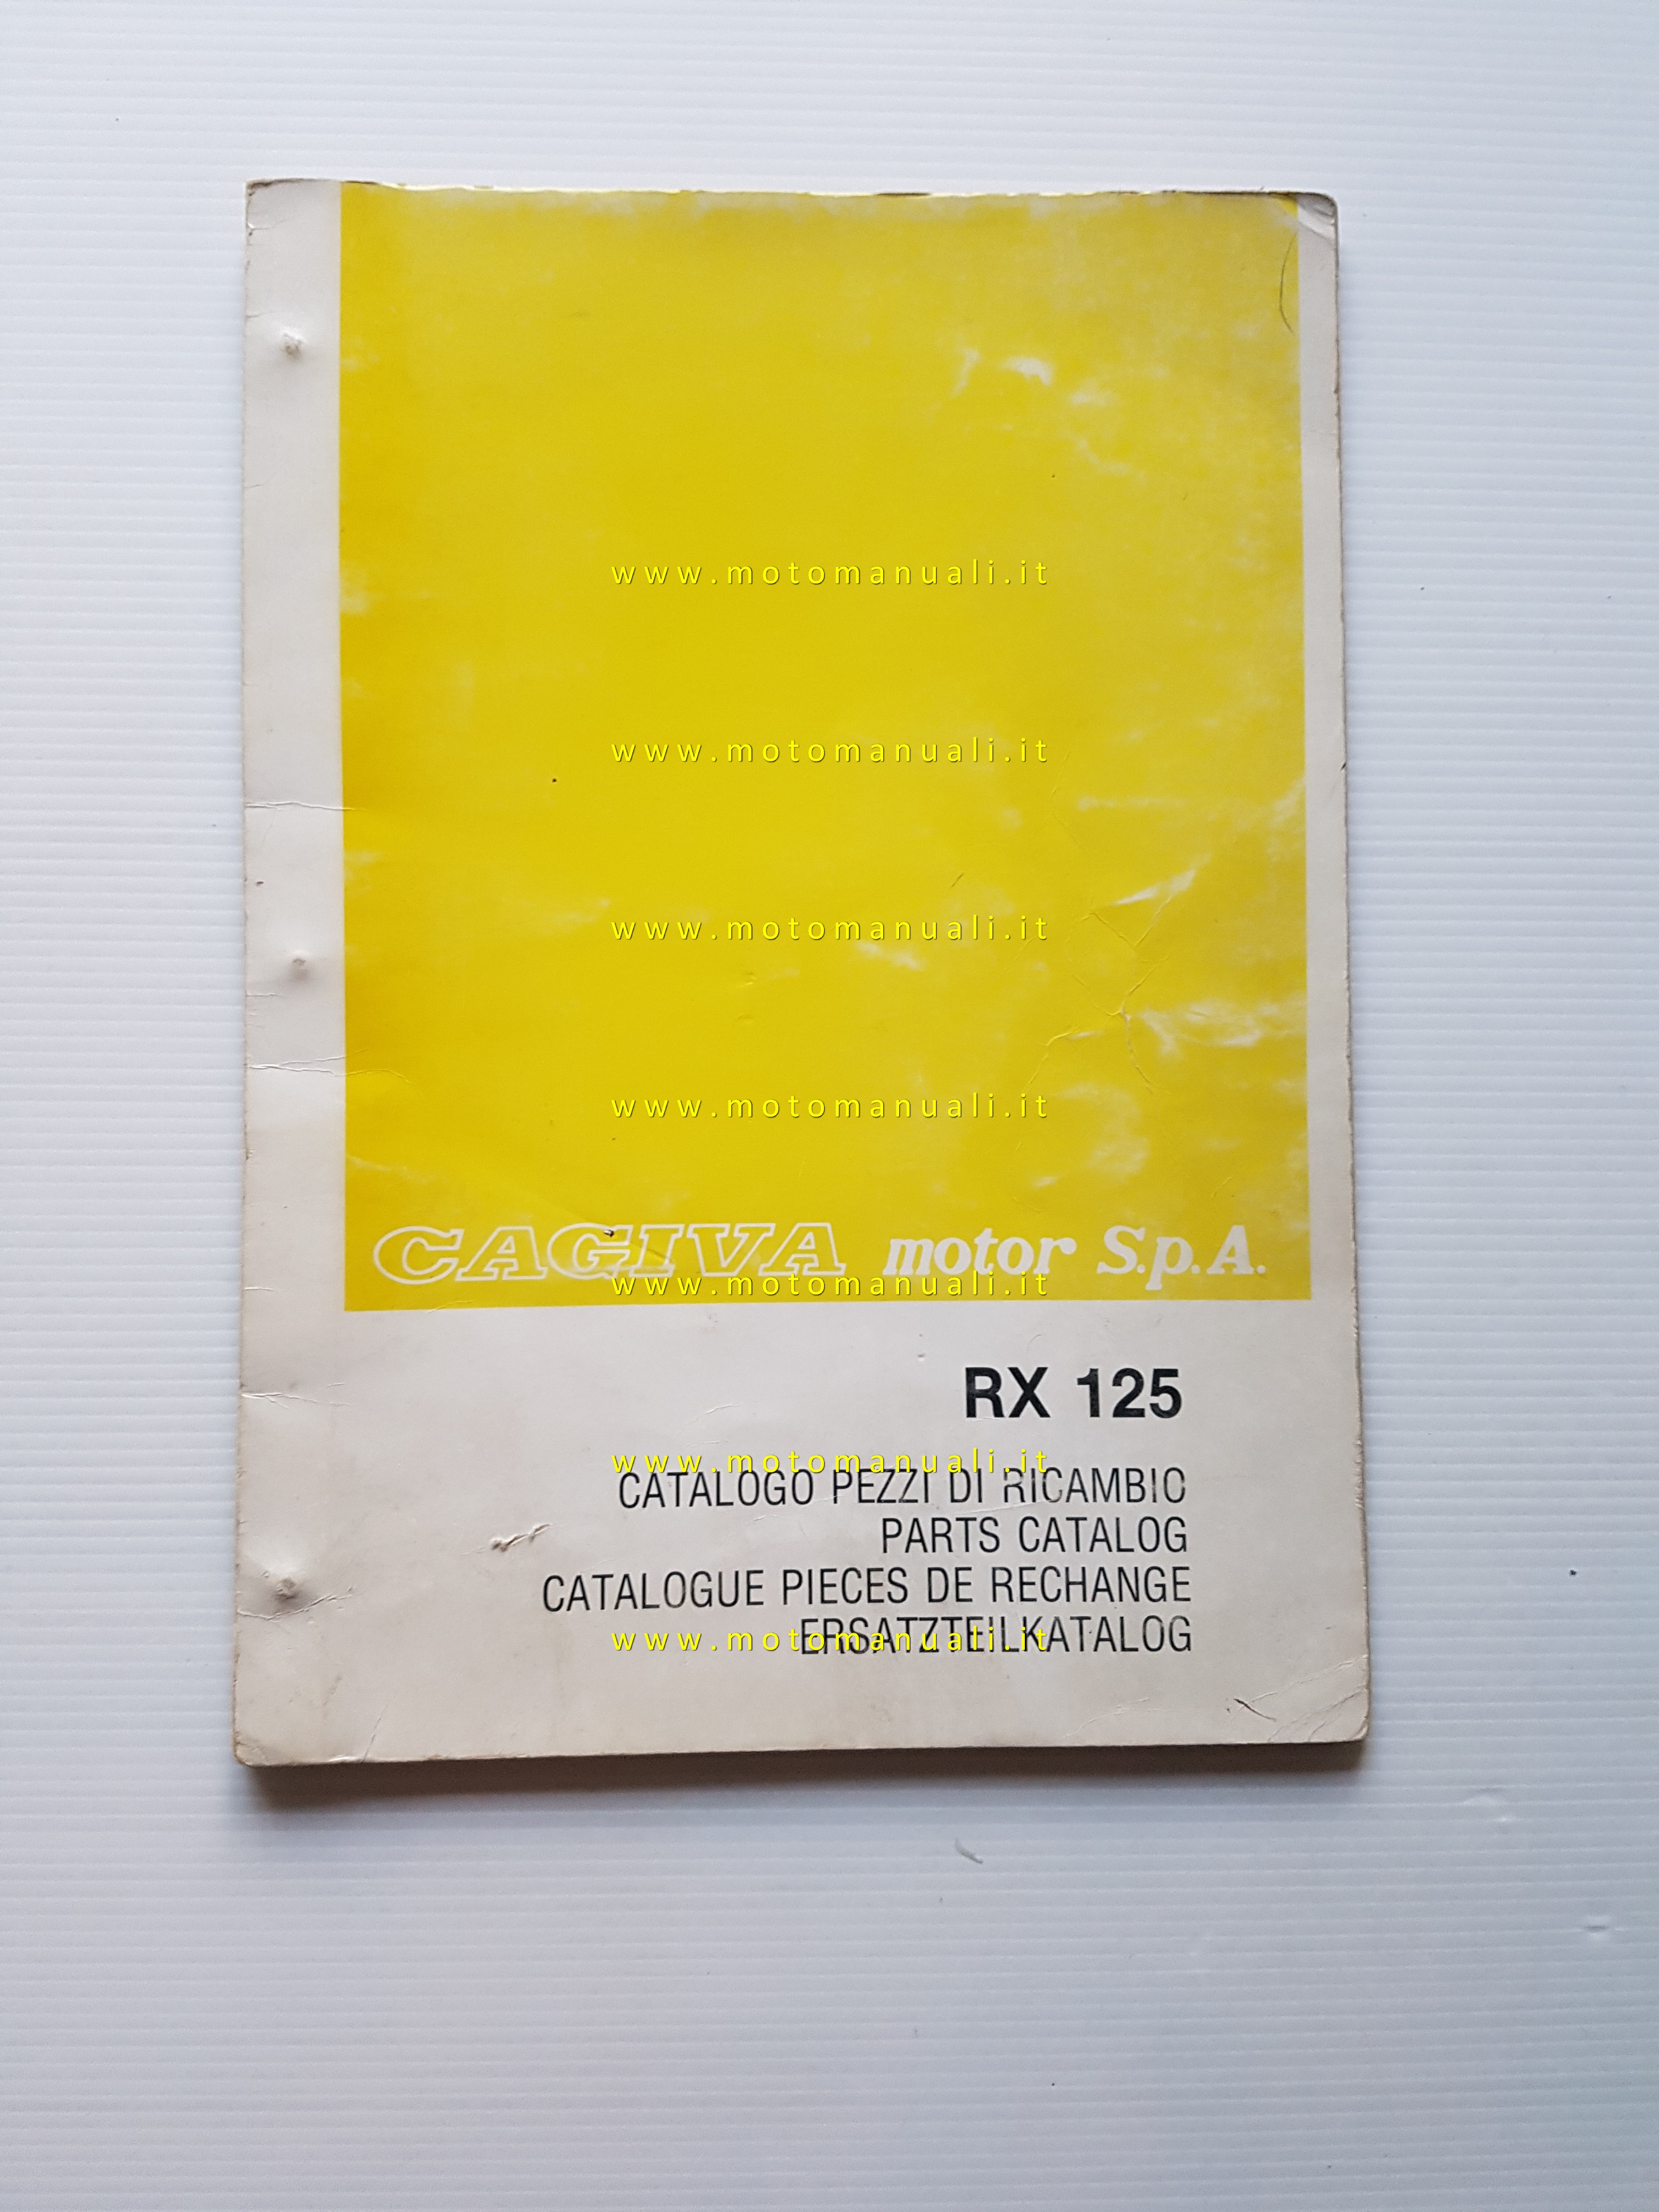 www.motomanuali.it
www.motomanuali.it
www.motomanuali.it
www.motomanuali.it
CAGIVA motor S.p.A.
www.motomanuali.it
RX 125
www.motomanuali.it
CATALOGO PEZZI DI RICAMBIO
PARTS CATALOG
CATALOGUE PIECES DE RECHANGE
ERSATZTEILKATALOG
www.motomanuali.it